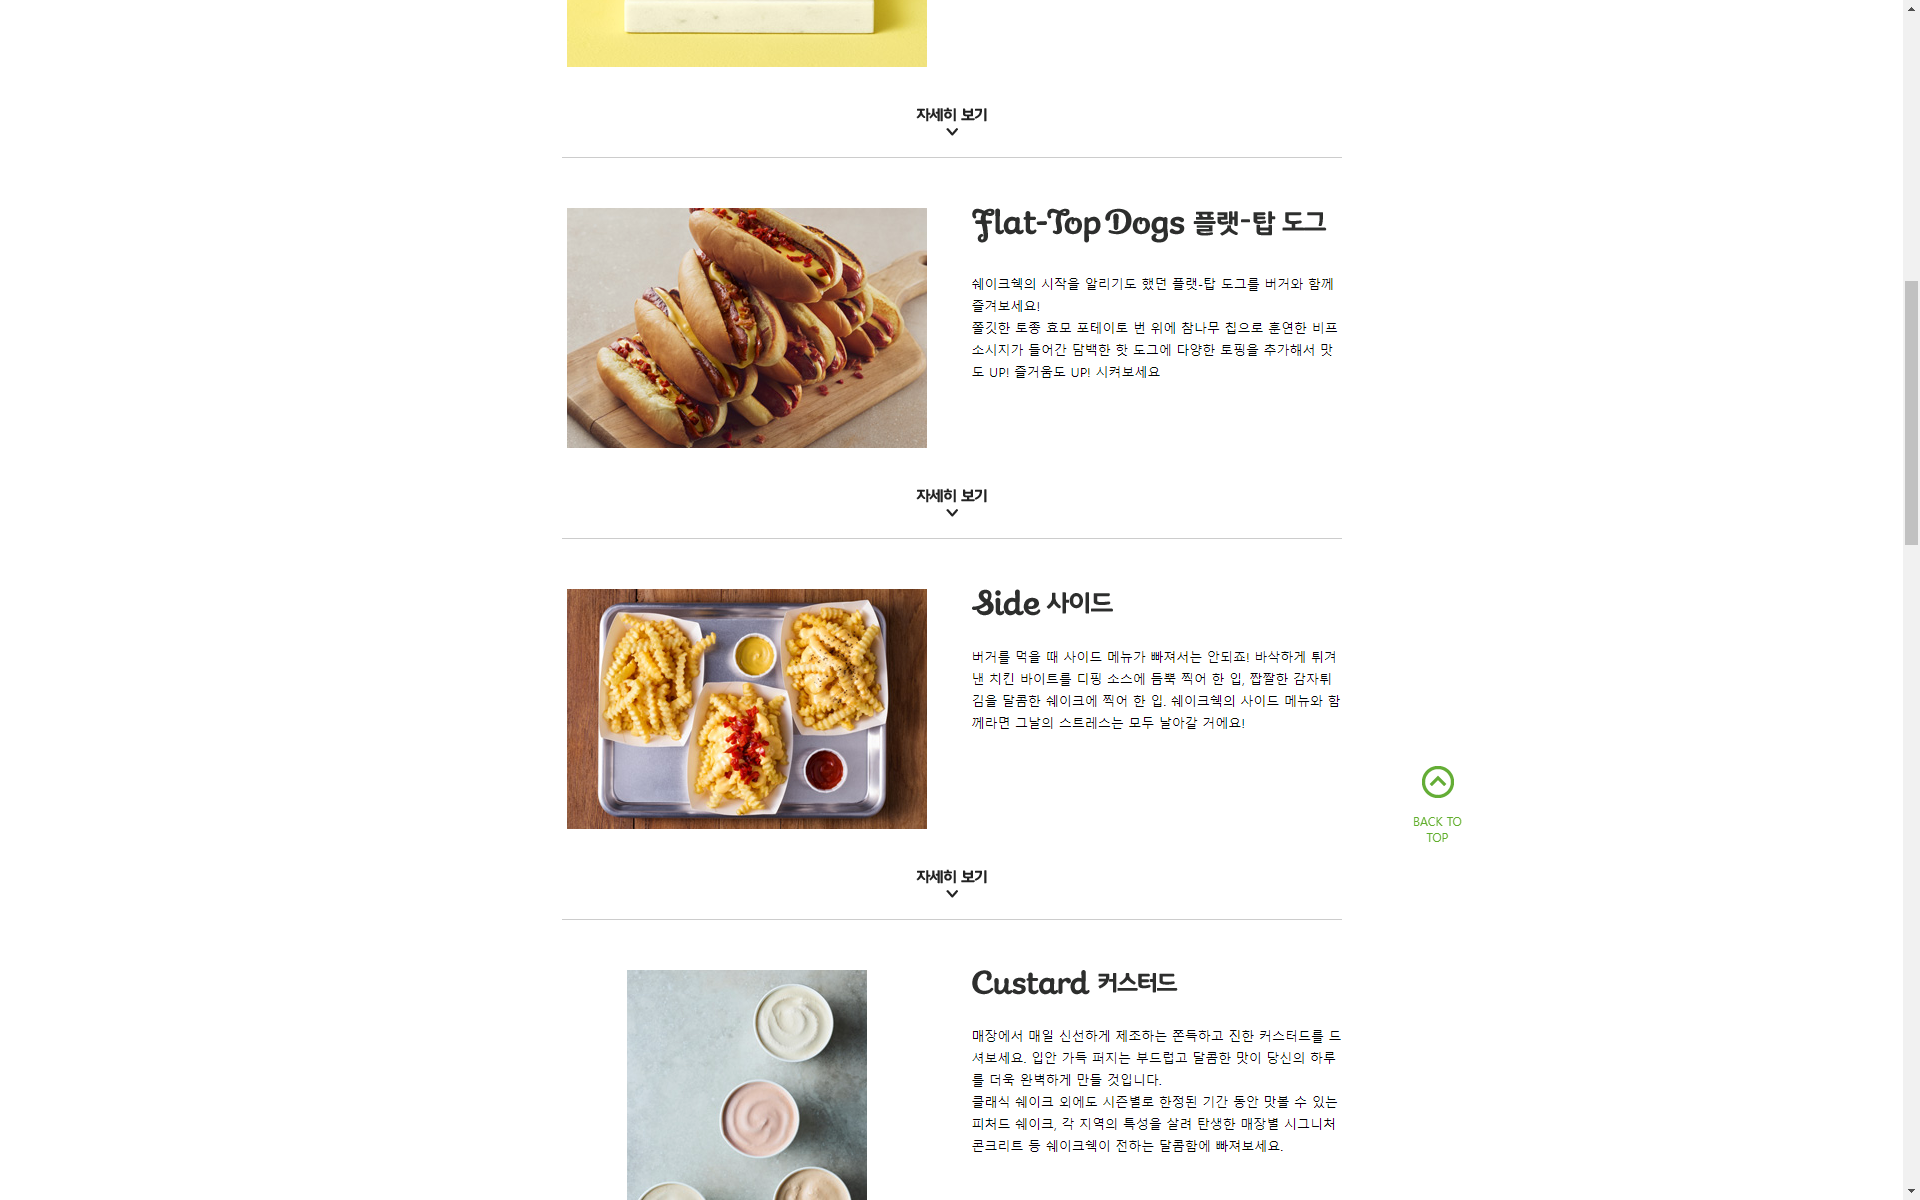 자세히 보기
Flat-Top Dogs 플랫-탑 도그
쉐이크쉑의 시작을 알리기도 했던 플랫-탑 도그를 버거와 함께
즐겨보세요!
쫄깃한 토종 효모 포테이토 번 위에 참나무 칩으로 훈연한 비프
소시지가 들어간 담백한 핫 도그에 다양한 토핑을 추가해서 맛
도 UP! 즐거움도 UP! 시켜보세요
자세히 보기
Side 사이드
버거를 먹을 때 사이드 메뉴가 빠져서는 안되죠! 바삭하게 튀겨
낸 치킨 바이트를 디핑 소스에 듬뿍 찍어 한 입, 짭짤한 감자튀
김을 달콤한 쉐이크에 찍어 한 입. 쉐이크쉑의 사이드 메뉴와 함
께라면 그날의 스트레스는 모두 날아갈 거에요!
BACK TO
TOP
자세히 보기
Custard 커스터드
매장에서 매일 신선하게 제조하는 쫀득하고 진한 커스터드를 드
셔보세요. 입안 가득 퍼지는 부드럽고 달콤한 맛이 당신의 하루
를 더욱 완벽하게 만들 것입니다.
클래식 쉐이크 외에도 시즌별로 한정된 기간 동안 맛볼 수 있는
피처드 쉐이크, 각 지역의 특성을 살려 탄생한 매장별 시그니처
콘크리트 등 쉐이크쉑이 전하는 달콤함에 빠져보세요.